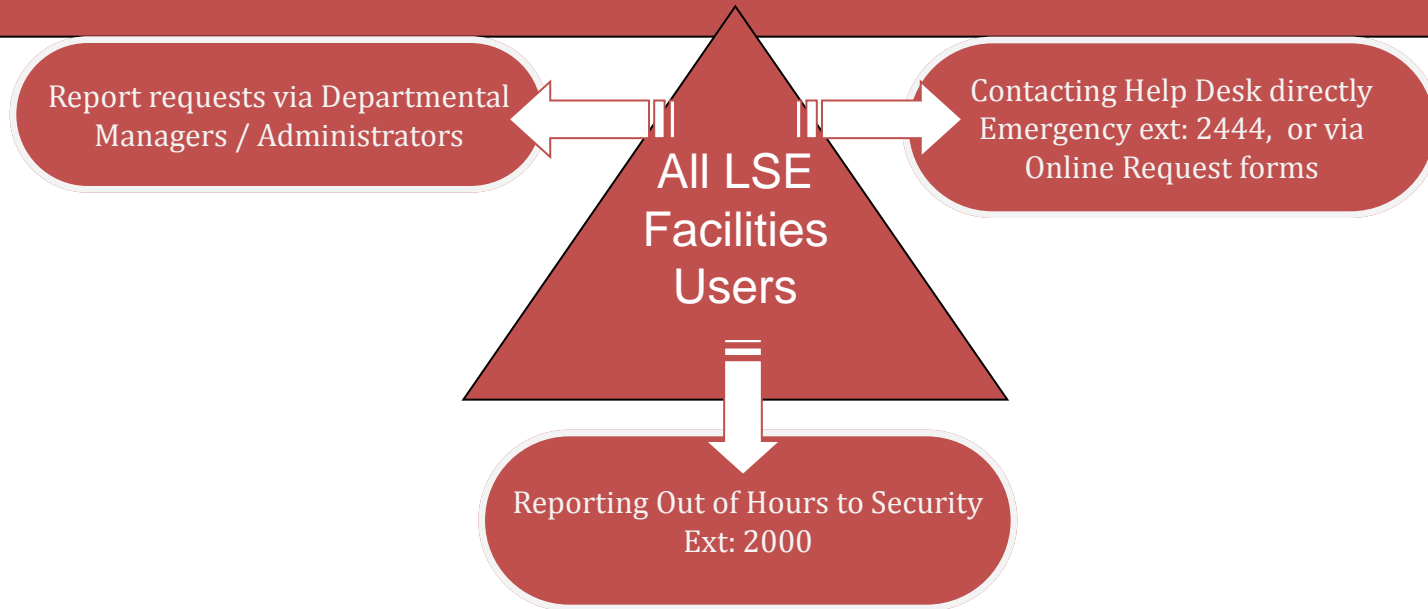 Report requests via Departmental
Managers / Administrators
Contacting Help Desk directly
Emergency ext: 2444, or via
Online Request forms
All LSE
Facilities
Users
Reporting Out of Hours to Security
Ext: 2000